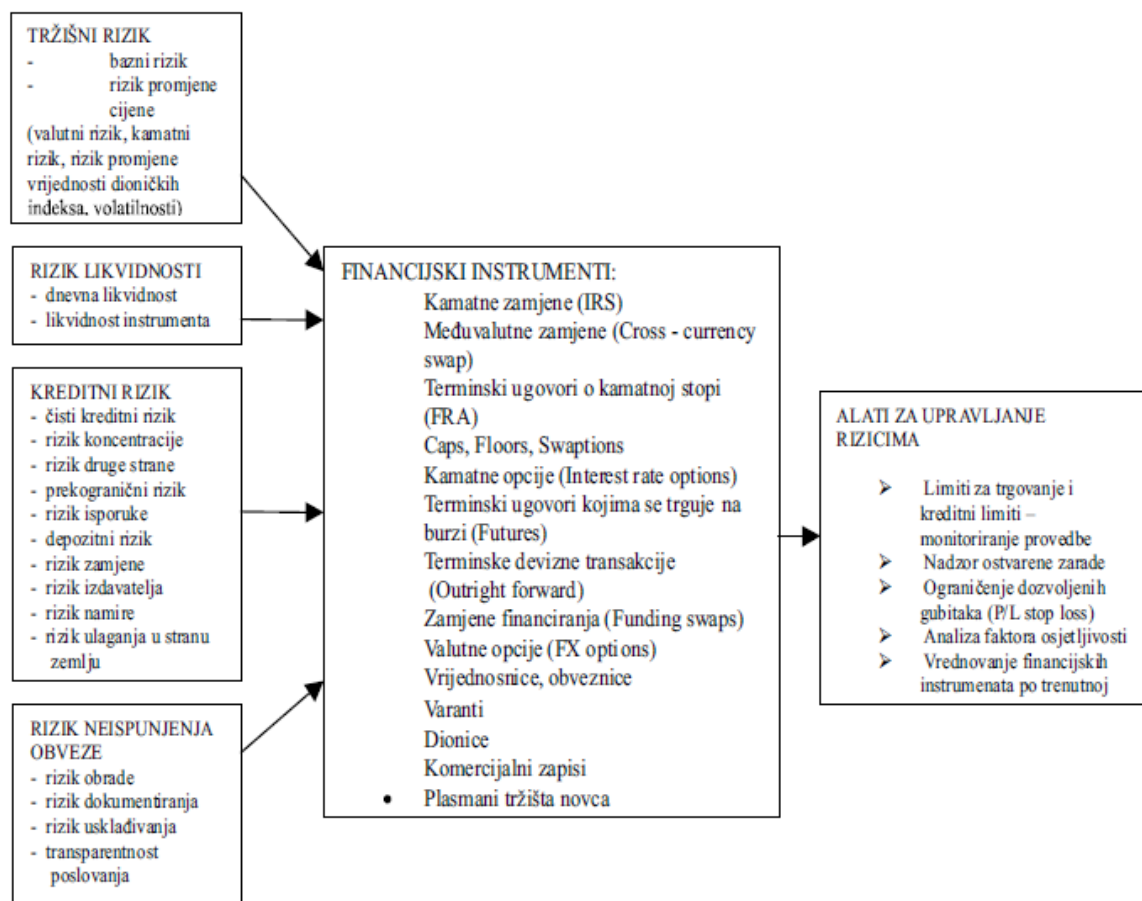 TRŽIŠNI RIZIK
- bazni rizik
- rizik promjene
cijene
(valutni rizik, kamatni
rizik, rizik promjene
vrijednosti dioničkih
indeksa, volatilnosti)
RIZIK LIKVIDNOSTI
- dnevna likvidnost
- likvidnost instrumenta
KREDITNI RIZIK
- čisti kreditni rizik
- rizik koncentracije
- rizik druge strane
- prekogranični rizik
- rizik isporuke
- depozitni rizik
- rizik zamjene
- rizik izdavatelja
- rizik namire
- rizik ulaganja u stranu
zemlju
RIZIK NEISPUNJENJA
OBVEZE
- rizik obrade
- rizik dokumentiranja
- rizik usklađivanja
- transparentnost
poslovanja
FINANCIJSKI INSTRUMENTI:
Kamatne zamjene (IRS)
Međuvalutne zamjene (Cross - currency
swap)
Terminski ugovori o kamatnoj stopi
(FRA)
Caps, Floors, Swaptions
Kamatne opcije (Interest rate options)
Terminski ugovori kojima se trguje na
burzi (Futures)
Terminske devizne transakcije
(Outright forward)
Zamjene financiranja (Funding swaps)
Valutne opcije (FX options)
Vrijednosnice, obveznice
Varanti
Dionice
Komercijalni zapisi
• Plasmani tržišta novca
ALATI ZA UPRAVLJANJE
RIZICIMA
➢ Limiti za trgovanje i
kreditni limiti –
monitoriranje provedbe
➢ Nadzor ostvarene zarade
➢ Ograničenje dozvoljenih
gubitaka (P/L stop loss)
➢ Analiza faktora osjetljivosti
➢ Vrednovanje financijskih
instrumenata po trenutnoj